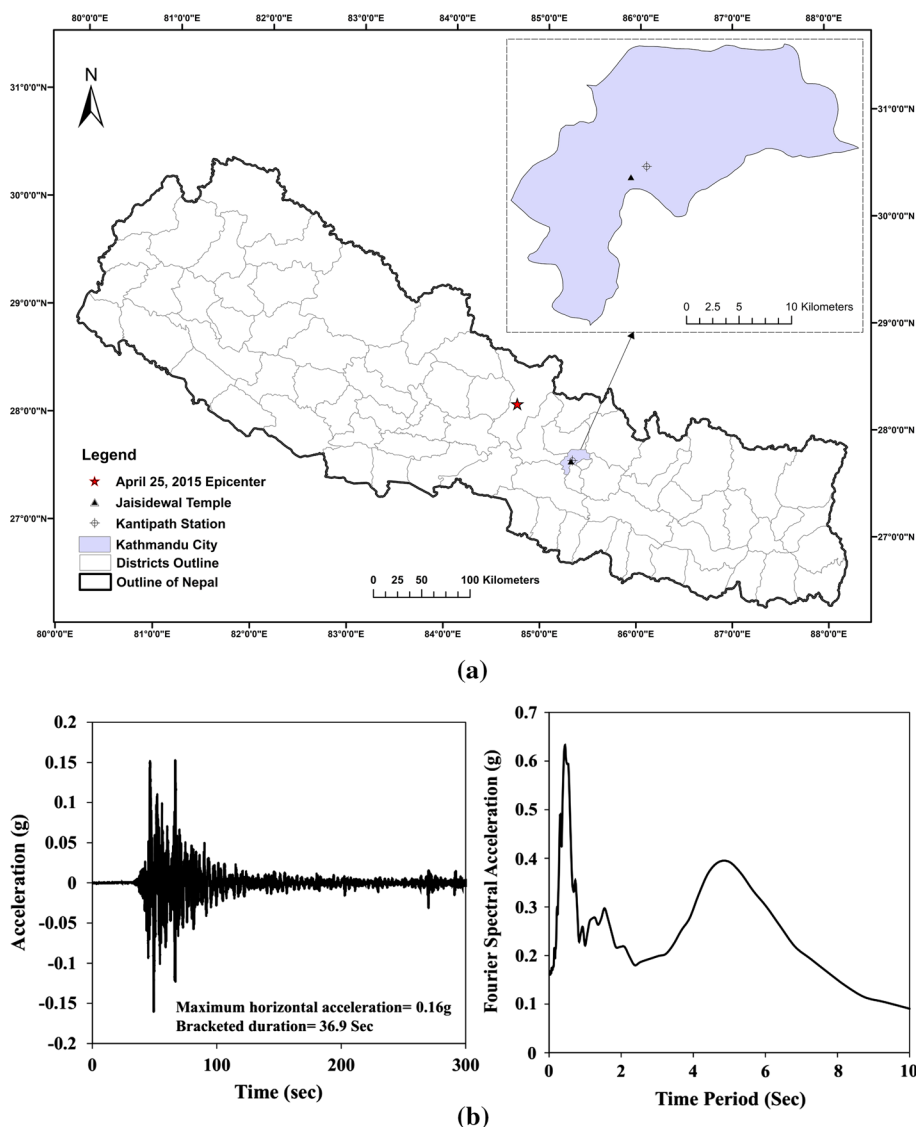 80°0'0"E 81°0'0"E 82°0'0"E 83°0'0"E 84°0'0"E 85°0'0"E 86°0'0"E 87°0'0"E 88°0'0"E
N
31°0'0"N
30°0'0"N
29°0'0"N
28°0'0"N
27°0'0"N
31°0'0"N
30°0'0"N
29°0'0"N
28°0'0"N
27°0'0"N
0 2.5 5 10 Kilometers
Legend
April 25, 2015 Epicenter
Jaisidewal Temple
Kantipath Station
Kathmandu City
Districts Outline
Outline of Nepal
0 25 50 100 Kilometers
80°0'0"E 81°0'0"E 82°0'0"E 83°0'0"E 84°0'0"E 85°0'0"E 86°0'0"E 87°0'0"E 88°0'0"E
(a)
Acceleration (g)
0.2
0.15
0.1
0.05
0
-0.05
-0.1
-0.15
-0.2
Maximum horizontal acceleration= 0.16g
Bracketed duration= 36.9 Sec
0 100 200 300
Time (sec)
Fourier Spectral Acceleration (g)
0.7
0.6
0.5
0.4
0.3
0.2
0.1
0
0 2 4 6 8 10
Time Period (Sec)
(b)